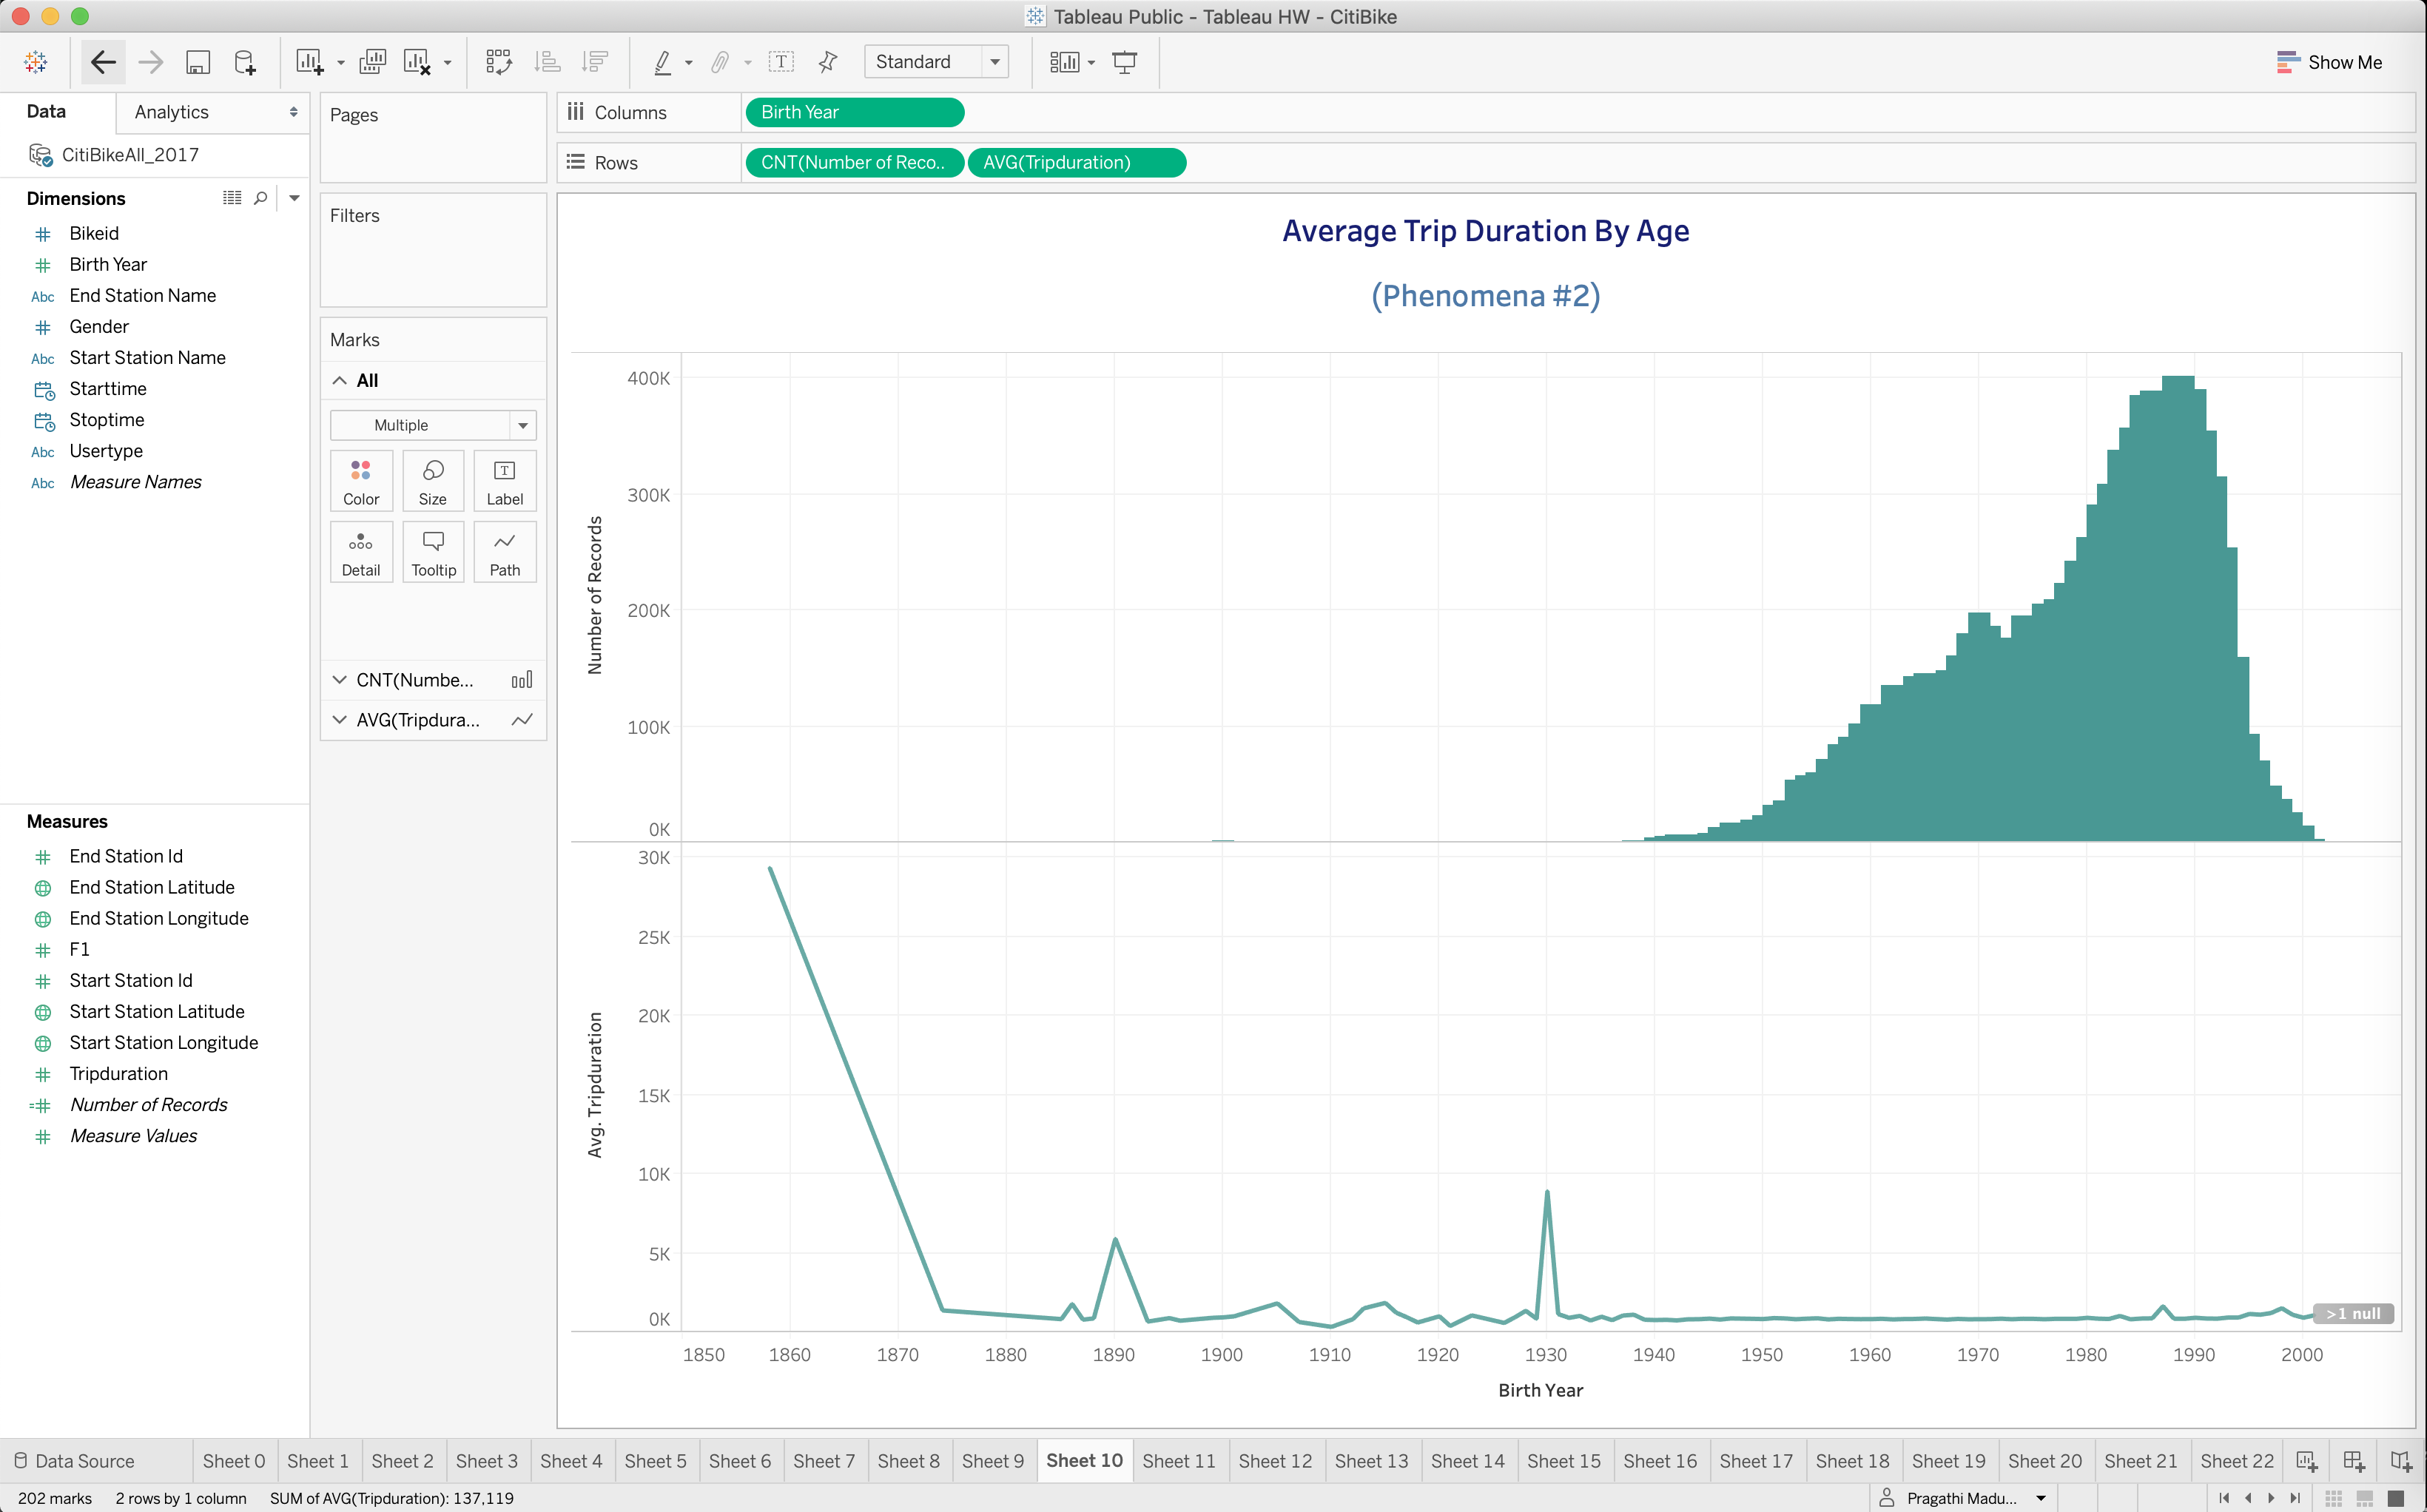 Tableau Public - Tableau HW - CitiBike
Standard
Show Me
Data
Analytics
CitiBikeAll_2017
Dimensions
Bikeid
Birth Year
Abc End Station Name
Gender
Abc Start Station Name
Starttime
Stoptime
Abc Usertype
Abc Measure Names
Measures
End Station Id
End Station Latitude
End Station Longitude
F1
Start Station Id
Start Station Latitude
Start Station Longitude
Tripduration
Number of Records
Measure Values
Pages
Filters
Marks
All
Multiple
Color Size Label
Detail Tooltip Path
CNT(Numbe...
AVG(Tripdura...
Columns Birth Year
Rows CNT(Number of Reco.. AVG(Tripduration)
Average Trip Duration By Age
(Phenomena #2)
Number of Records
400K
300K
200K
100K
0K
Avg. Tripduration
30K
25K
20K
15K
10K
5K
0K
>1 null
1850 1860 1870 1880 1890 1900 1910 1920 1930 1940 1950 1960 1970 1980 1990 2000
Birth Year
Data Source Sheet 0 Sheet 1 Sheet 2 Sheet 3 Sheet 4 Sheet 5 Sheet 6 Sheet 7 Sheet 8 Sheet 9 Sheet 10 Sheet 11 Sheet 12 Sheet 13 Sheet 14 Sheet 15 Sheet 16 Sheet 17 Sheet 18 Sheet 19 Sheet 20 Sheet 21 Sheet 22
202 marks 2 rows by 1 column SUM of AVG(Tripduration): 137,119 Pragathi Madu...